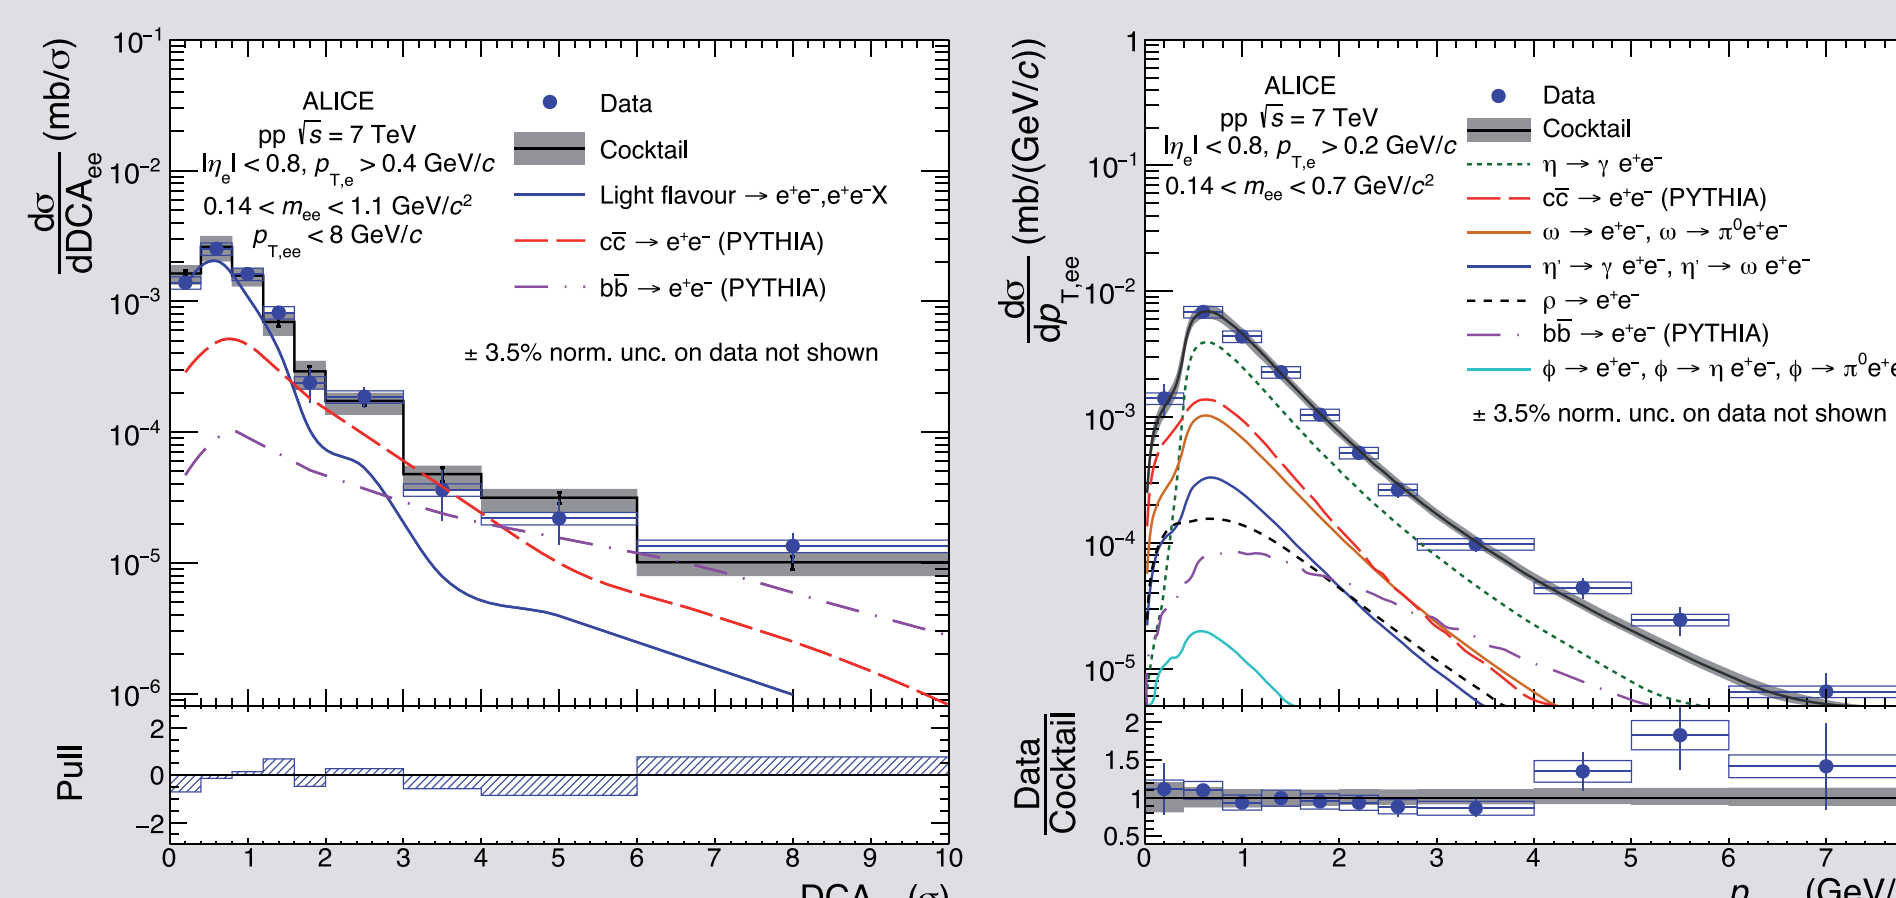 10⁻¹
10⁻²
10⁻³
10⁻⁴
10⁻⁵
10⁻⁶
dσ
dDCA_ee (mb/σ)
ALICE
pp √s = 7 TeV
|η_e| < 0.8, p_T,e > 0.4 GeV/c
0.14 < m_ee < 1.1 GeV/c²
p_T,ee < 8 GeV/c
Data
Cocktail
Light flavour → e⁺e⁻,e⁺e⁻X
cc̅ → e⁺e⁻ (PYTHIA)
bb̅ → e⁺e⁻ (PYTHIA)
± 3.5% norm. unc. on data not shown
Pull
2
0
−2
0 1 2 3 4 5 6 7 8 9 10
DCA (σ)
1
10⁻¹
10⁻²
10⁻³
10⁻⁴
10⁻⁵
dσ
dp_T,ee (mb/(GeV/c))
ALICE
pp √s = 7 TeV
|η_e| < 0.8, p_T,e > 0.2 GeV/c
0.14 < m_ee < 0.7 GeV/c²
Data
Cocktail
η → γ e⁺e⁻
cc̅ → e⁺e⁻ (PYTHIA)
ω → e⁺e⁻, ω → π⁰e⁺e⁻
η' → γ e⁺e⁻, η' → ω e⁺e⁻
ρ → e⁺e⁻
bb̅ → e⁺e⁻ (PYTHIA)
ϕ → e⁺e⁻, ϕ → η e⁺e⁻, ϕ → π⁰e⁺e
± 3.5% norm. unc. on data not shown
Data
Cocktail
2
1.5
1
0.5
0 1 2 3 4 5 6 7
p (GeV/